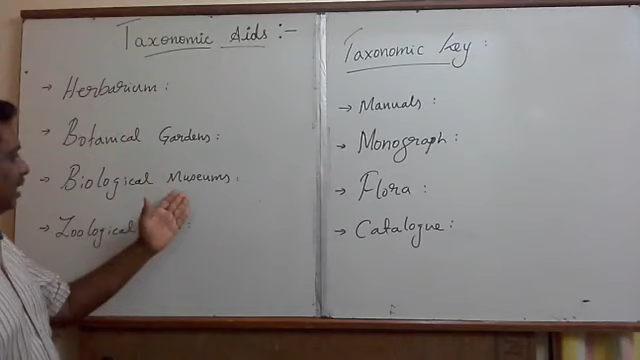 Taxonomic Aids :-
→ Herbarium :
→ Botanical Gardens :
→ Biological Museums :
→ Zoological :
Taxonomic Key :
→ Manuals :
→ Monograph :
→ Flora :
→ Catalogue :